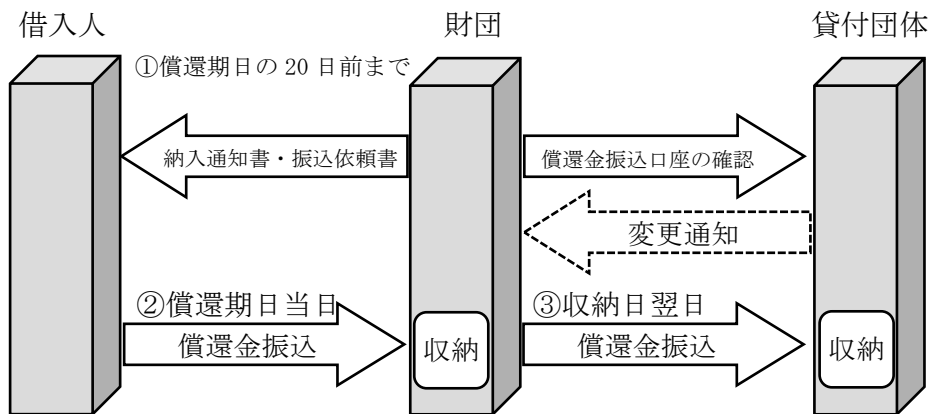 借入人
財団
貸付団体
①償還期日の 20 日前まで
納入通知書・振込依頼書
償還金振込口座の確認
変更通知
②償還期日当日
償還金振込
収納
③収納日翌日
償還金振込
収納